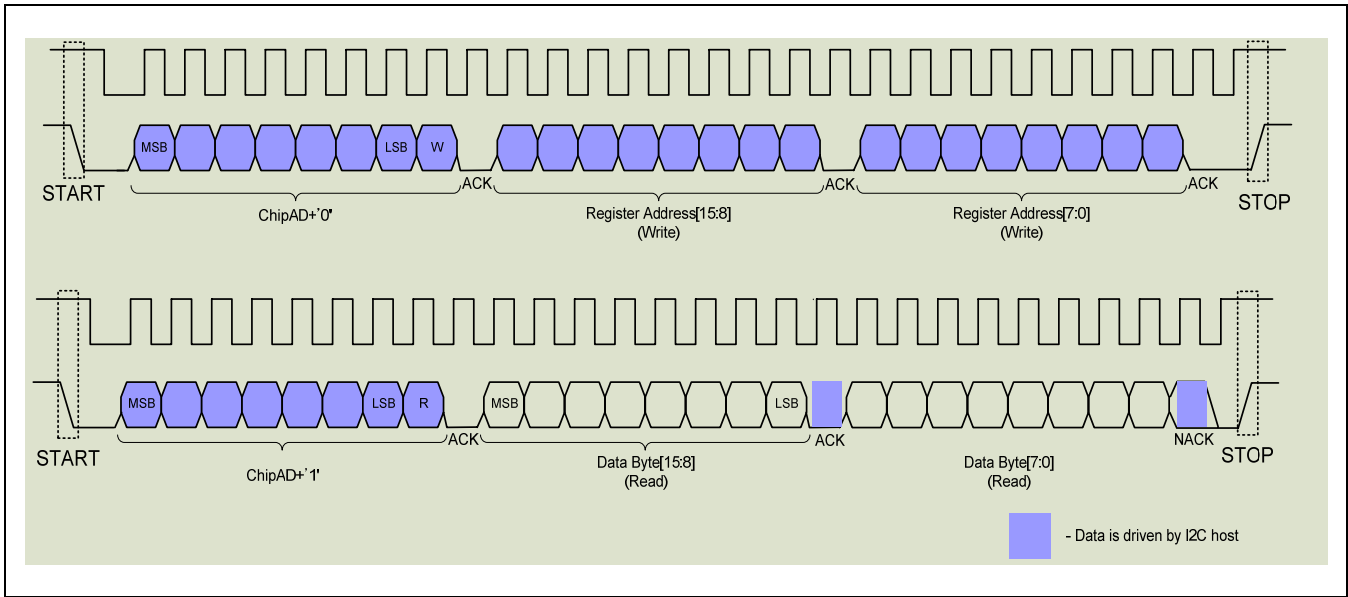 MSB LSB W
ACK ACK ACK
START STOP
ChipAD+'0'
Register Address[15:8]
(Write)
Register Address[7:0]
(Write)
MSB LSB R MSB LSB
ACK ACK NACK
START STOP
ChipAD+'1'
Data Byte[15:8]
(Read)
Data Byte[7:0]
(Read)
- Data is driven by I2C host